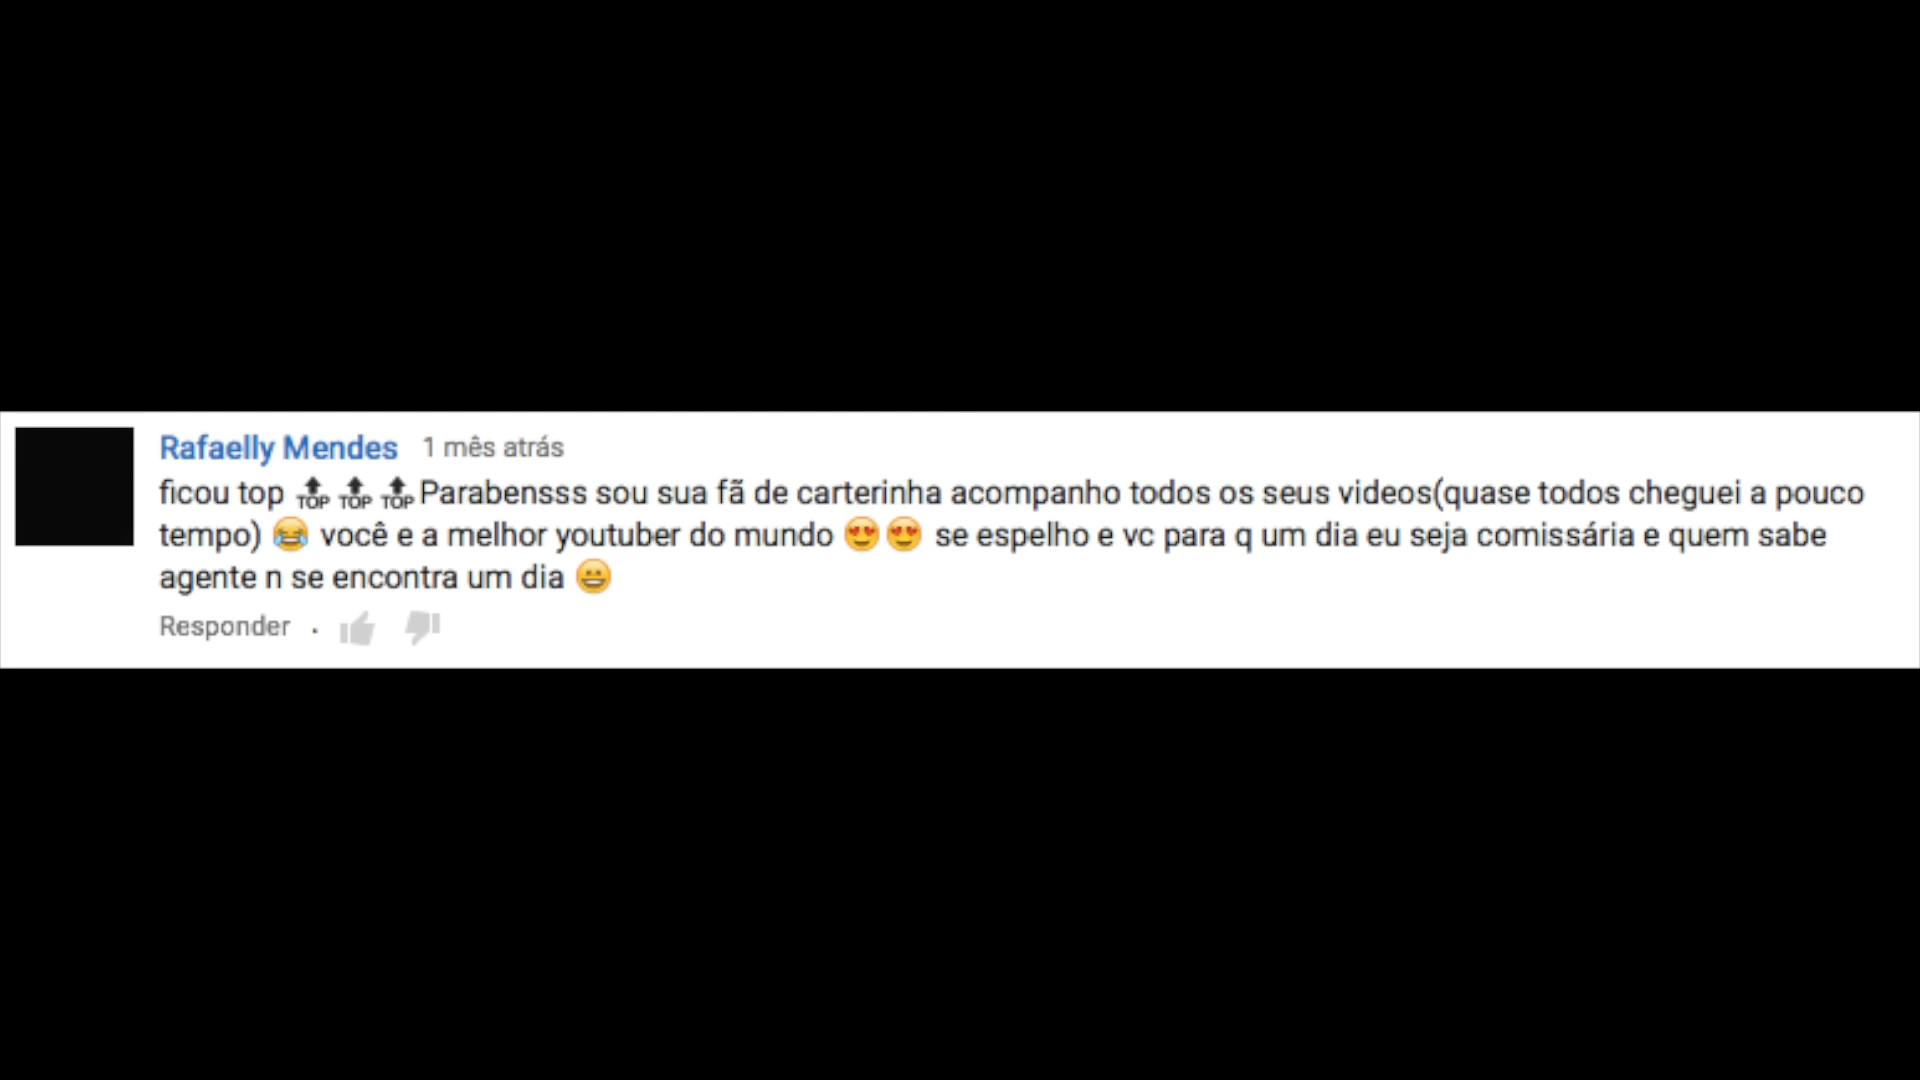 Rafaelly Mendes 1 mês atrás
ficou top 🔝 🔝 🔝 Parabensss sou sua fã de carterinha acompanho todos os seus videos(quase todos cheguei a pouco
tempo) 😂 você e a melhor youtuber do mundo 😍😍 se espelho e vc para q um dia eu seja comissária e quem sabe
agente n se encontra um dia 😀
Responder .